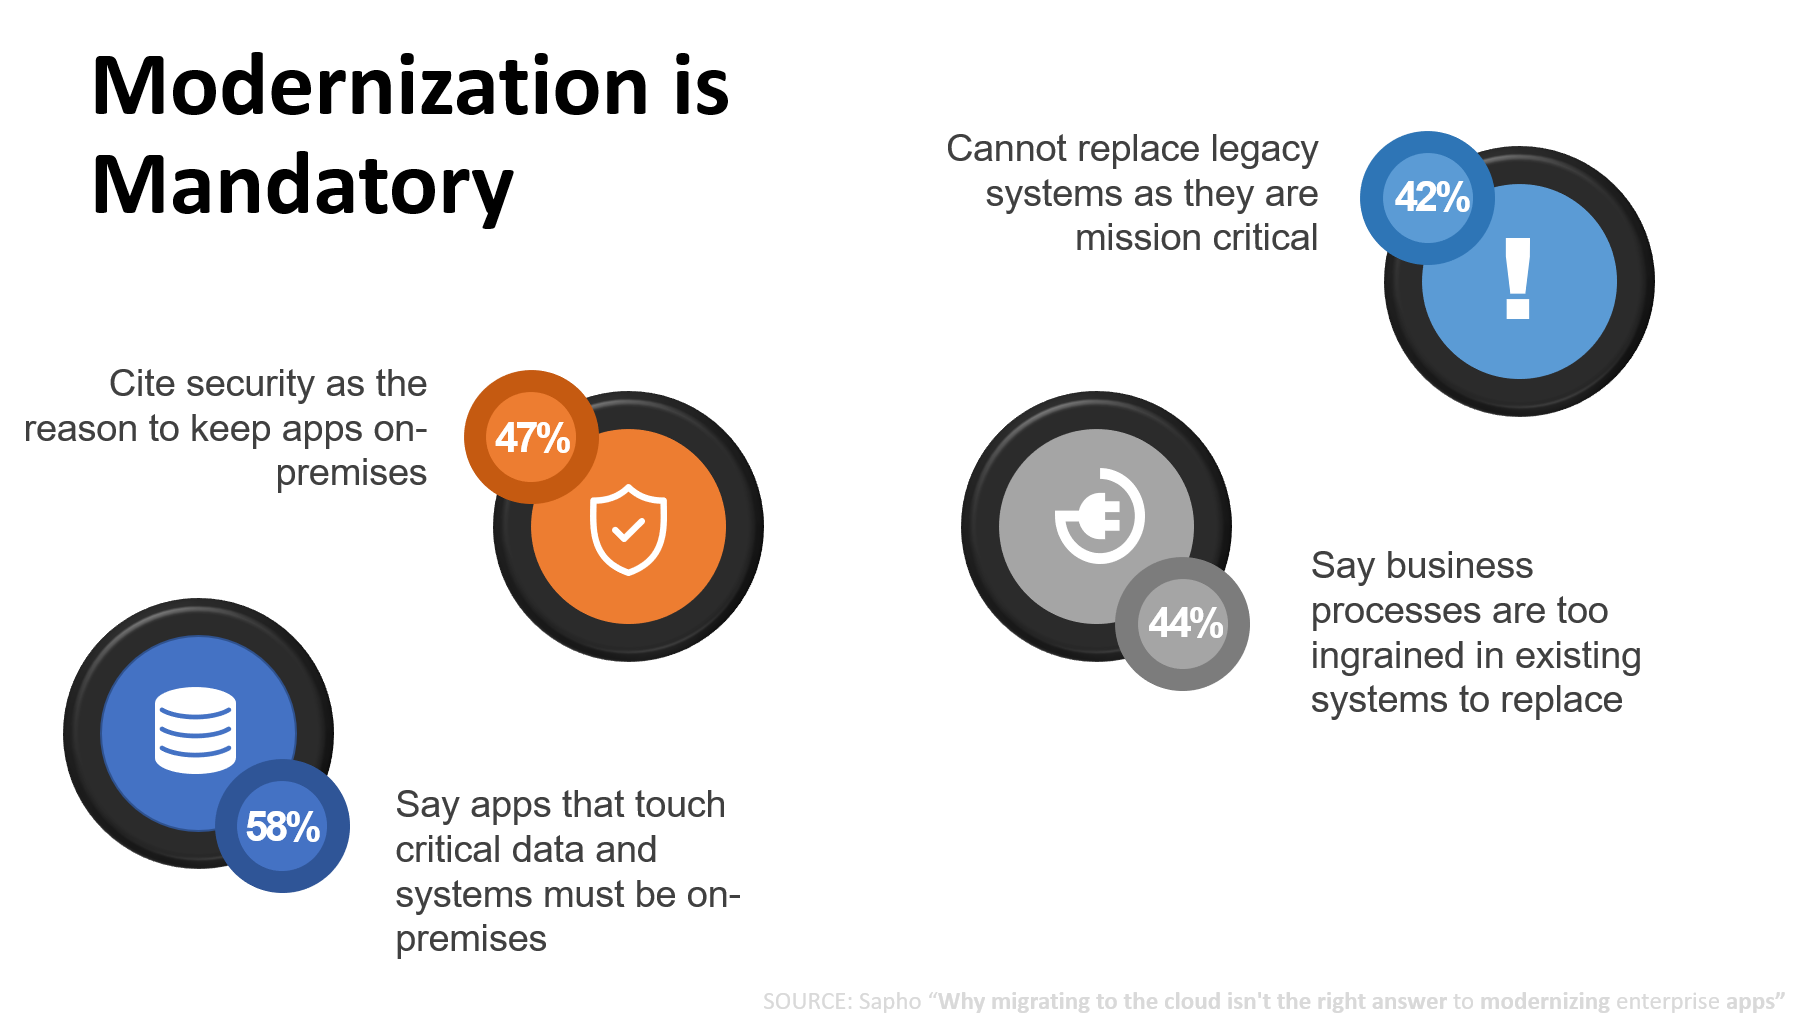 Modernization is
Mandatory
Cannot replace legacy
systems as they are
mission critical
42%
!
Cite security as the
reason to keep apps on-
premises
47%
44%
Say business
processes are too
ingrained in existing
systems to replace
58%
Say apps that touch
critical data and
systems must be on-
premises
SOURCE: Sapho “Why migrating to the cloud isn't the right answer to modernizing enterprise apps”